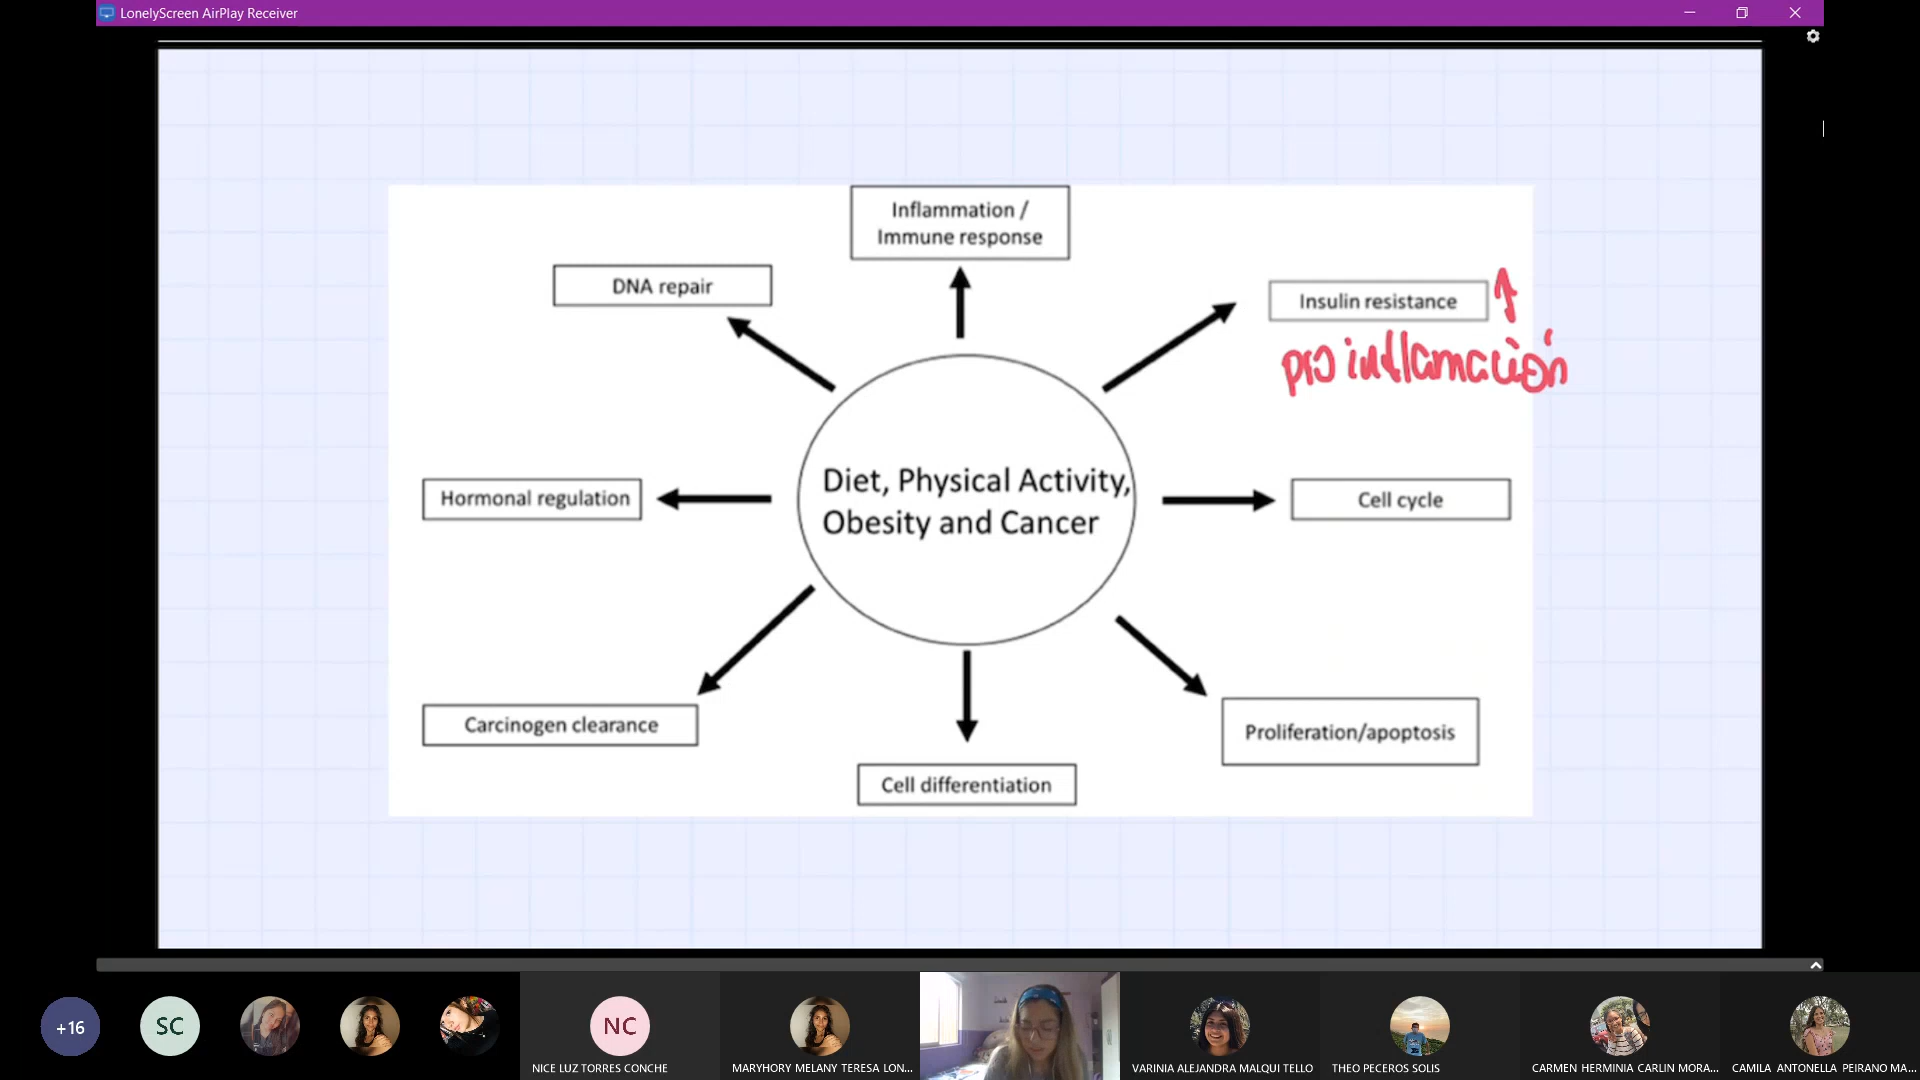 LonelyScreen AirPlay Receiver
Inflammation /
Immune response
DNA repair
Insulin resistance
pro inflamación
Diet, Physical Activity,
Obesity and Cancer
Hormonal regulation
Cell cycle
Carcinogen clearance
Proliferation/apoptosis
Cell differentiation
+16
SC
NC
NICE LUZ TORRES CONCHE
MARYHORY MELANY TERESA LON...
VARINIA ALEJANDRA MALQUI TELLO
THEO PECEROS SOLIS
CARMEN HERMINIA CARLIN MORA...
CAMILA ANTONELLA PEIRANO MA...